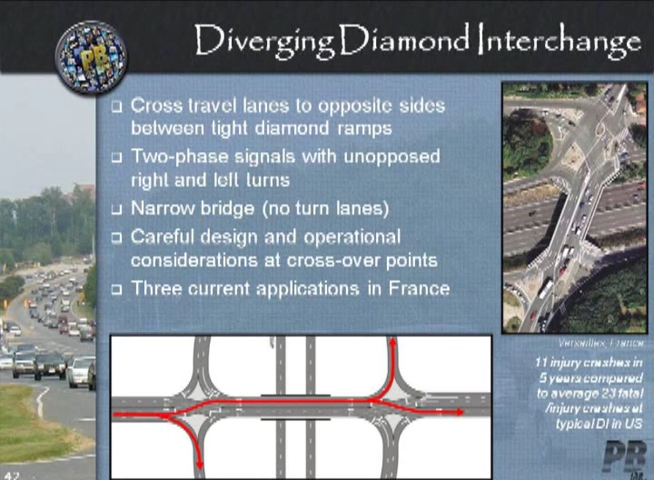 Diverging Diamond Interchange
PB
Cross travel lanes to opposite sides
between tight diamond ramps
Two-phase signals with unopposed
right and left turns
Narrow bridge (no turn lanes)
Careful design and operational
considerations at cross-over points
Three current applications in France
Versailles, France
11 injury crashes in
5 years compared
to average 23 fatal
/injury crashes at
typical DI in US
PB
42